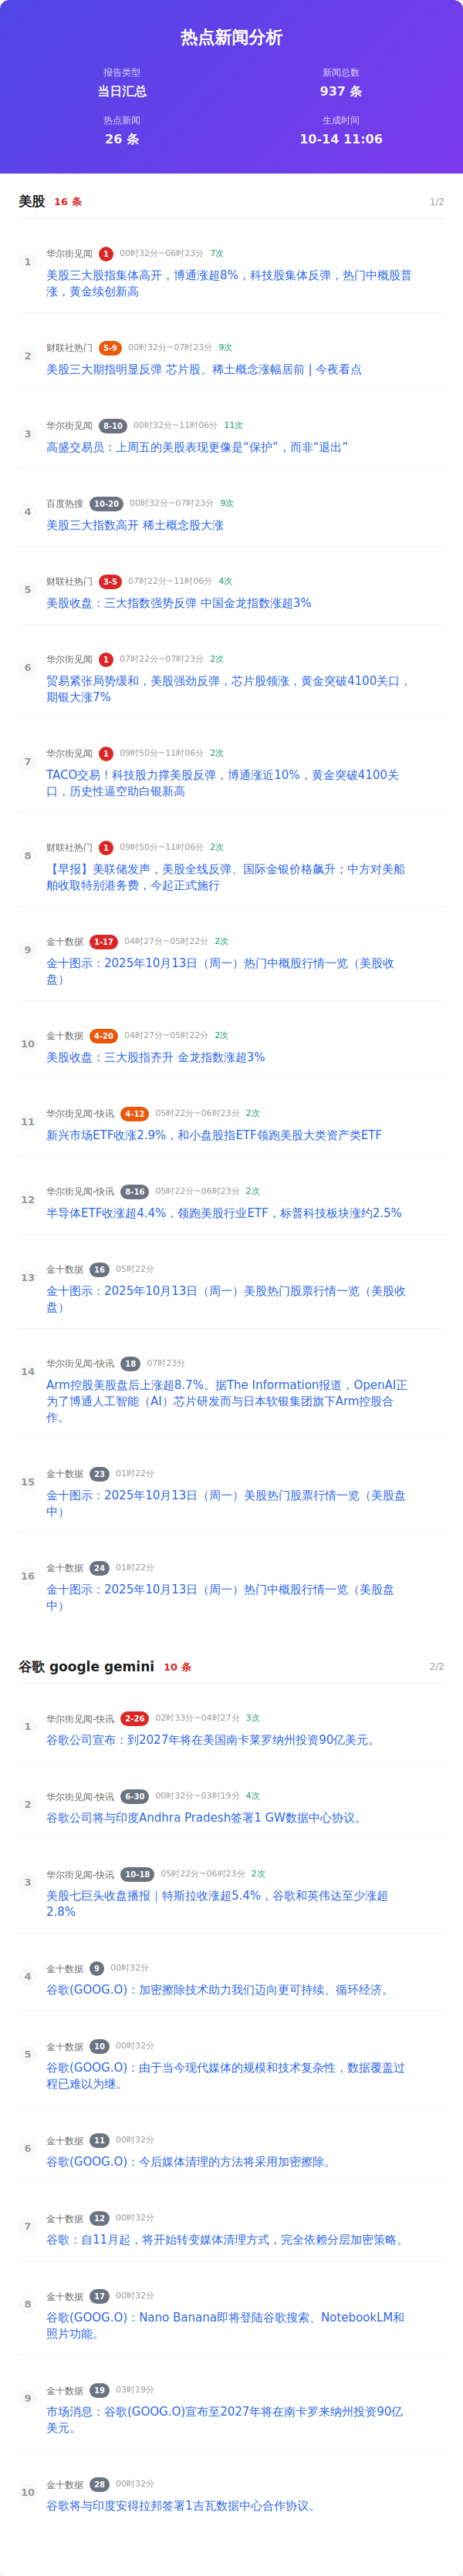 热点新闻分析
报告类型
当日汇总
新闻总数
937 条
热点新闻
26 条
生成时间
10-14 11:06
美股 16 条 1/2
1 华尔街见闻 1 00时32分~06时23分 7次
美股三大股指集体高开，博通涨超8%，科技股集体反弹，热门中概股普
涨，黄金续创新高
2 财联社热门 5-9 00时32分~07时23分 9次
美股三大期指明显反弹 芯片股、稀土概念涨幅居前 | 今夜看点
3 华尔街见闻 8-10 00时32分~11时06分 11次
高盛交易员：上周五的美股表现更像是“保护”，而非“退出”
4 百度热搜 10-20 00时32分~07时23分 9次
美股三大指数高开 稀土概念股大涨
5 财联社热门 3-5 07时22分~11时06分 4次
美股收盘：三大指数强势反弹 中国金龙指数涨超3%
6 华尔街见闻 1 07时22分~07时23分 2次
贸易紧张局势缓和，美股强劲反弹，芯片股领涨，黄金突破4100关口，
期银大涨7%
7 华尔街见闻 1 09时50分~11时06分 2次
TACO交易！科技股力撑美股反弹，博通涨近10%，黄金突破4100关
口，历史性逼空助白银新高
8 财联社热门 1 09时50分~11时06分 2次
【早报】美联储发声，美股全线反弹、国际金银价格飙升；中方对美船
舶收取特别港务费，今起正式施行
9 金十数据 1-17 04时27分~05时22分 2次
金十图示：2025年10月13日（周一）热门中概股行情一览（美股收
盘）
10 金十数据 4-20 04时27分~05时22分 2次
美股收盘：三大股指齐升 金龙指数涨超3%
11 华尔街见闻-快讯 4-12 05时22分~06时23分 2次
新兴市场ETF收涨2.9%，和小盘股指ETF领跑美股大类资产类ETF
12 华尔街见闻-快讯 8-16 05时22分~06时23分 2次
半导体ETF收涨超4.4%，领跑美股行业ETF，标普科技板块涨约2.5%
13 金十数据 16 05时22分
金十图示：2025年10月13日（周一）美股热门股票行情一览（美股收
盘）
14 华尔街见闻-快讯 18 07时23分
Arm控股美股盘后上涨超8.7%。据The Information报道，OpenAI正
为了博通人工智能（AI）芯片研发而与日本软银集团旗下Arm控股合
作。
15 金十数据 23 01时22分
金十图示：2025年10月13日（周一）美股热门股票行情一览（美股盘
中）
16 金十数据 24 01时22分
金十图示：2025年10月13日（周一）热门中概股行情一览（美股盘
中）
谷歌 google gemini 10 条 2/2
1 华尔街见闻-快讯 2-26 02时33分~04时27分 3次
谷歌公司宣布：到2027年将在美国南卡莱罗纳州投资90亿美元。
2 华尔街见闻-快讯 6-30 00时32分~03时19分 4次
谷歌公司将与印度Andhra Pradesh签署1 GW数据中心协议。
3 华尔街见闻-快讯 10-18 05时22分~06时23分 2次
美股七巨头收盘播报｜特斯拉收涨超5.4%，谷歌和英伟达至少涨超
2.8%
4 金十数据 9 00时32分
谷歌(GOOG.O)：加密擦除技术助力我们迈向更可持续、循环经济。
5 金十数据 10 00时32分
谷歌(GOOG.O)：由于当今现代媒体的规模和技术复杂性，数据覆盖过
程已难以为继。
6 金十数据 11 00时32分
谷歌(GOOG.O)：今后媒体清理的方法将采用加密擦除。
7 金十数据 12 00时32分
谷歌：自11月起，将开始转变媒体清理方式，完全依赖分层加密策略。
8 金十数据 17 00时32分
谷歌(GOOG.O)：Nano Banana即将登陆谷歌搜索、NotebookLM和
照片功能。
9 金十数据 19 03时19分
市场消息：谷歌(GOOG.O)宣布至2027年将在南卡罗来纳州投资90亿
美元。
10 金十数据 28 00时32分
谷歌将与印度安得拉邦签署1吉瓦数据中心合作协议。